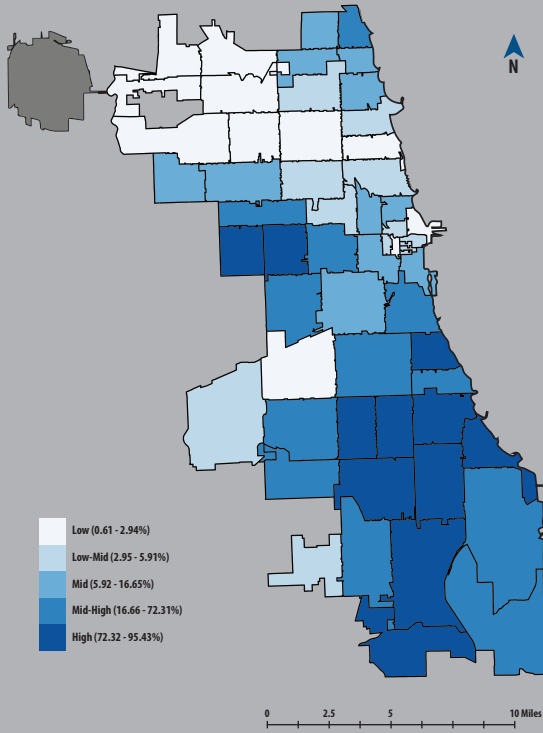 N
Low (0.61 - 2.94%)
Low-Mid (2.95 - 5.91%)
Mid (5.92 - 16.65%)
Mid-High (16.66 - 72.31%)
High (72.32 - 95.43%)
0 2.5 5 10 Miles